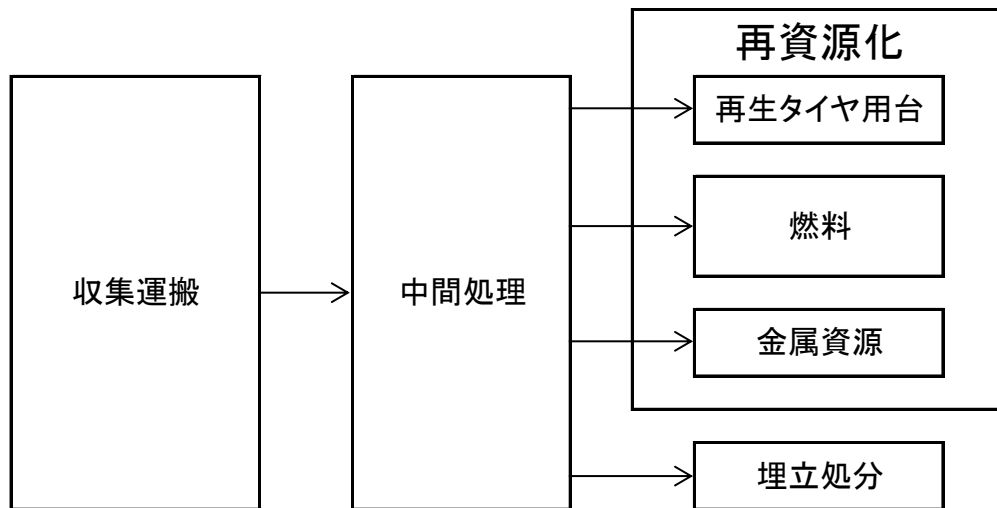 再資源化
再生タイヤ用台
燃料
収集運搬
中間処理
金属資源
埋立処分